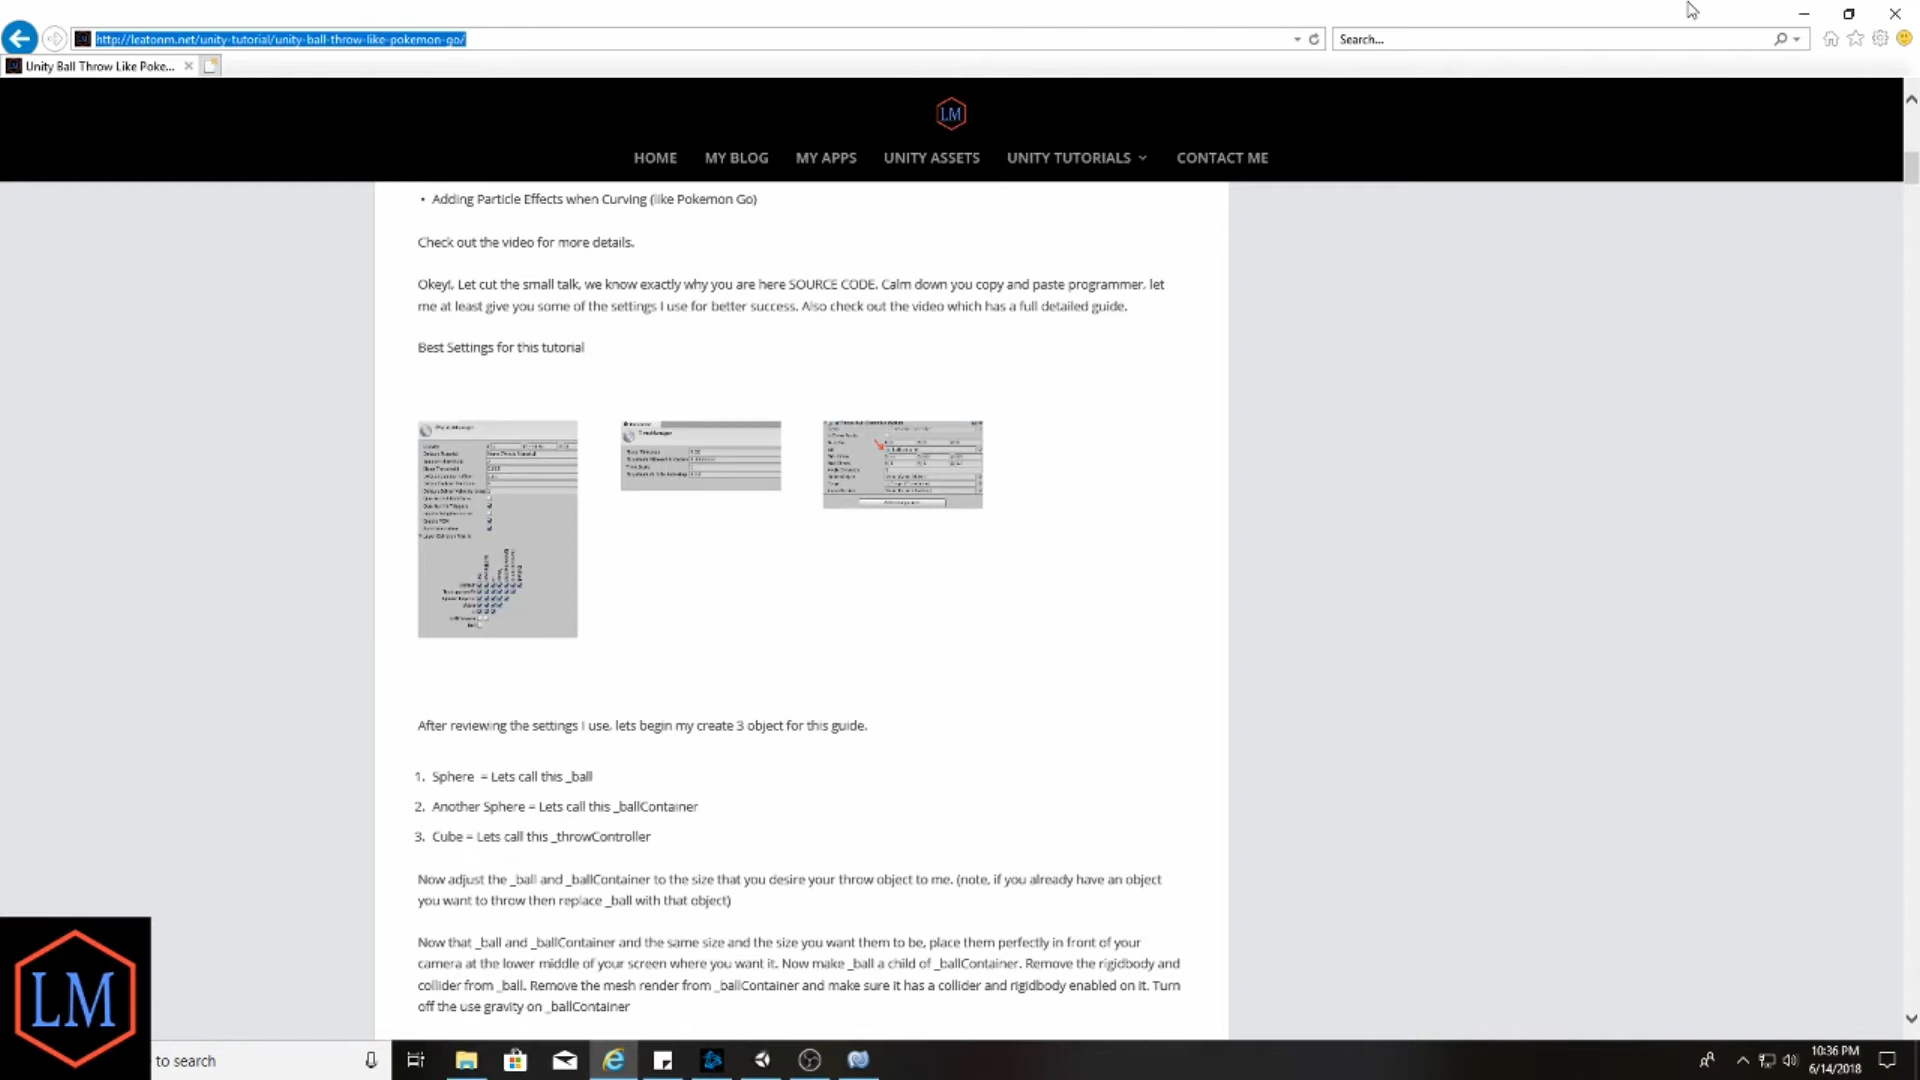 http://leatonm.net/unity-tutorial/unity-ball-throw-like-pokemon-go/
Search...
Unity Ball Throw Like Poke...
LM
HOME MY BLOG MY APPS UNITY ASSETS UNITY TUTORIALS CONTACT ME
• Adding Particle Effects when Curving (like Pokemon Go)
Check out the video for more details.
Okey!, Let cut the small talk, we know exactly why you are here SOURCE CODE. Calm down you copy and paste programmer, let
me at least give you some of the settings I use for better success. Also check out the video which has a full detailed guide.
Best Settings for this tutorial
After reviewing the settings I use, lets begin my create 3 object for this guide.
1. Sphere = Lets call this _ball
2. Another Sphere = Lets call this _ballContainer
3. Cube = Lets call this _throwController
Now adjust the _ball and _ballContainer to the size that you desire your throw object to me. (note, if you already have an object
you want to throw then replace _ball with that object)
Now that _ball and _ballContainer and the same size and the size you want them to be, place them perfectly in front of your
camera at the lower middle of your screen where you want it. Now make _ball a child of _ballContainer. Remove the rigidbody and
collider from _ball. Remove the mesh render from _ballContainer and make sure it has a collider and rigidbody enabled on it. Turn
off the use gravity on _ballContainer
LM
to search
10:36 PM
6/14/2018